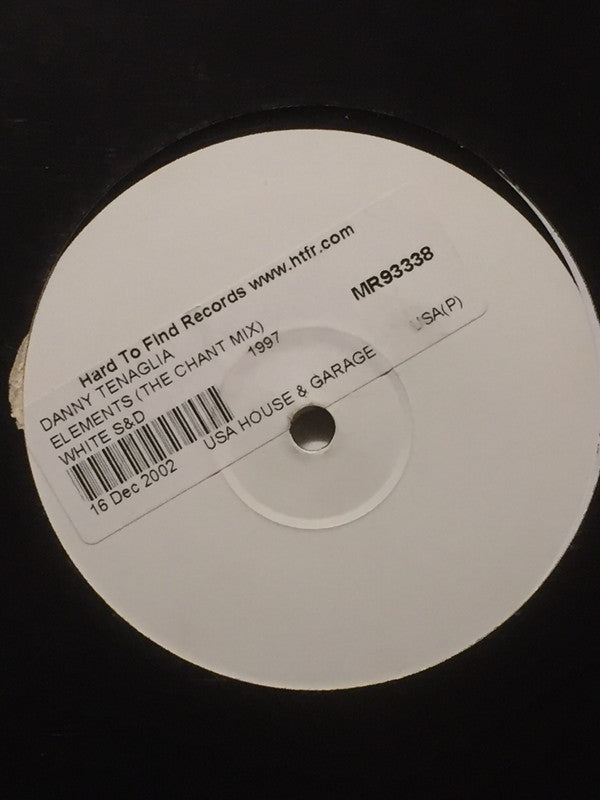 Hard To Find Records www.htfr.com
DANNY TENAGLIA MR93338
ELEMENTS (THE CHANT MIX)
WHITE S&D 1997 USA(P)
USA HOUSE & GARAGE
16 Dec 2002